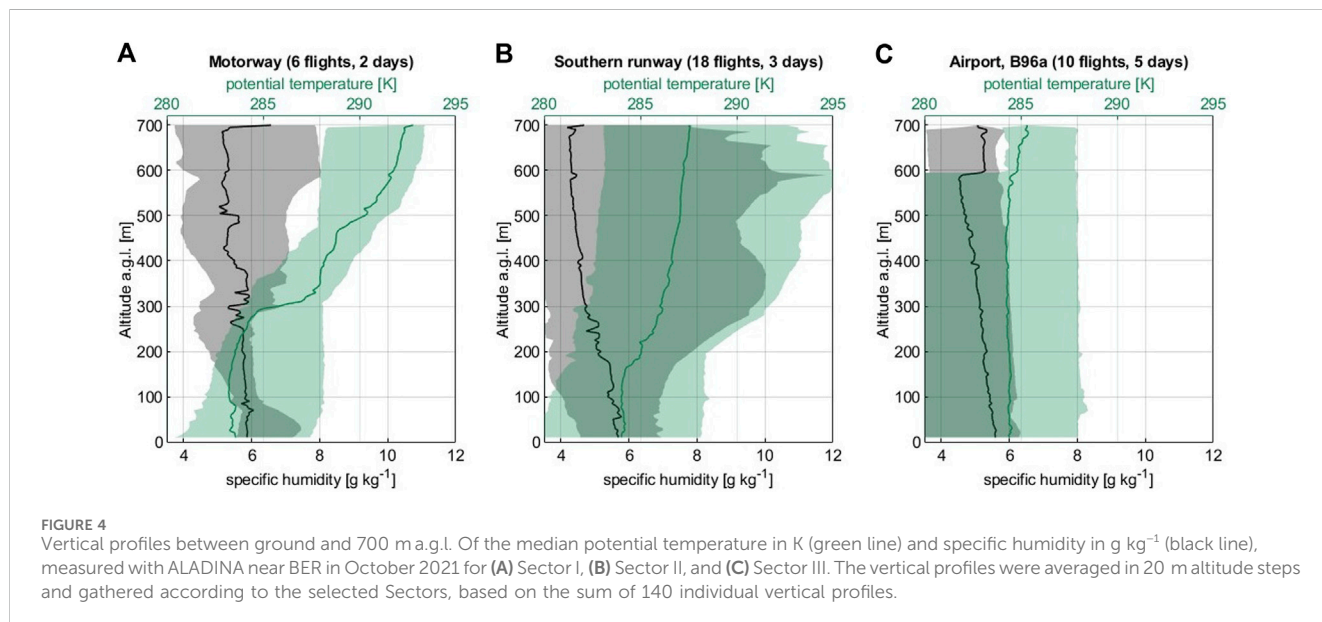 A
Motorway (6 flights, 2 days)
potential temperature [K]
280 285 290 295
700
600
500
400
300
200
100
0
Altitude a.g.l. [m]
4 6 8 10 12
specific humidity [g kg-1]
B
Southern runway (18 flights, 3 days)
potential temperature [K]
280 285 290 295
700
600
500
400
300
200
100
0
Altitude a.g.l. [m]
4 6 8 10 12
specific humidity [g kg-1]
C
Airport, B96a (10 flights, 5 days)
potential temperature [K]
280 285 290 295
700
600
500
400
300
200
100
0
Altitude a.g.l. [m]
4 6 8 10 12
specific humidity [g kg-1]
FIGURE 4
Vertical profiles between ground and 700 m a.g.l. Of the median potential temperature in K (green line) and specific humidity in g kg−1 (black line),
measured with ALADINA near BER in October 2021 for (A) Sector I, (B) Sector II, and (C) Sector III. The vertical profiles were averaged in 20 m altitude steps
and gathered according to the selected Sectors, based on the sum of 140 individual vertical profiles.